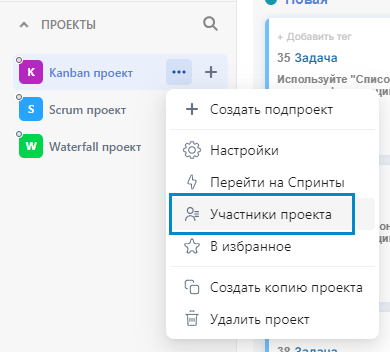 Новая
ПРОЕКТЫ
+ Добавить тег
35 Задача
K Kanban проект
Используйте "Списо
S Scrum проект
W Waterfall проект
Создать подпроект
Настройки
Перейти на Спринты
Участники проекта
В избранное
Создать копию проекта
Удалить проект
36 Задача